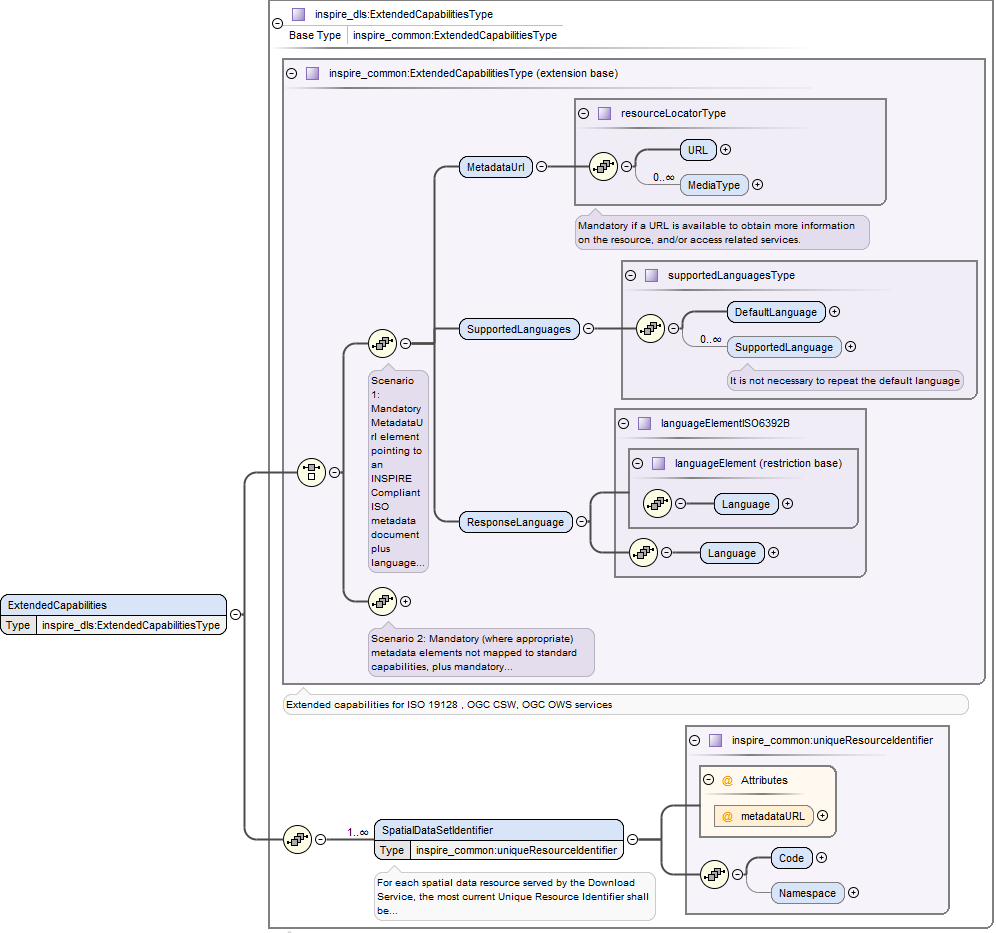 inspire_dls:ExtendedCapabilitiesType
Base Type inspire_common:ExtendedCapabilitiesType
inspire_common:ExtendedCapabilitiesType (extension base)
resourceLocatorType
URL
MetadataUrl
0..∞
MediaType
Mandatory if a URL is available to obtain more information
on the resource, and/or access related services.
supportedLanguagesType
DefaultLanguage
SupportedLanguages
0..∞
SupportedLanguage
It is not necessary to repeat the default language
Scenario
1:
Mandatory
MetadataU
rl element
pointing to
an
INSPIRE
Compliant
ISO
metadata
document
plus
language...
languageElementISO6392B
languageElement (restriction base)
Language
ResponseLanguage
Language
ExtendedCapabilities
Type inspire_dls:ExtendedCapabilitiesType
Scenario 2: Mandatory (where appropriate)
metadata elements not mapped to standard
capabilities, plus mandatory...
Extended capabilities for ISO 19128 , OGC CSW, OGC OWS services
inspire_common:uniqueResourceIdentifier
@ Attributes
@ metadataURL
1..∞
SpatialDataSetIdentifier
Type inspire_common:uniqueResourceIdentifier
Code
Namespace
For each spatial data resource served by the Download
Service, the most current Unique Resource Identifier shall
be...